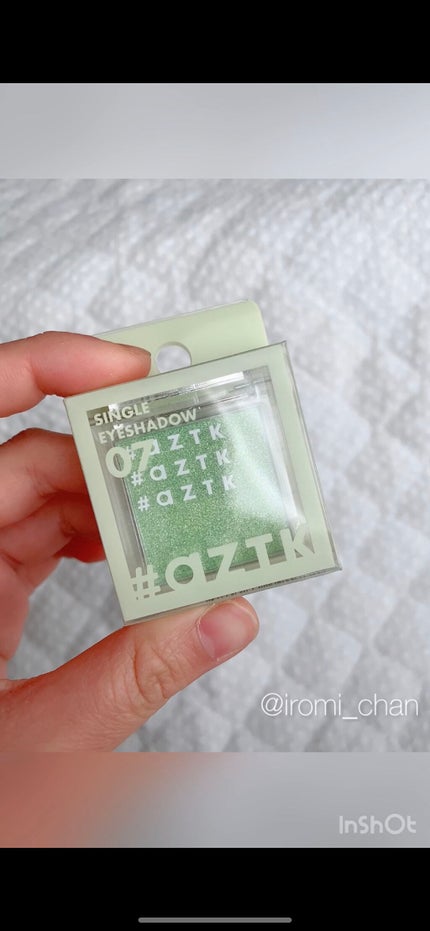 SINGLE
EYESHADOW
07
#aZTK
#aZTK
#aZTK
#aZTK
@iromi_chan
InShOt